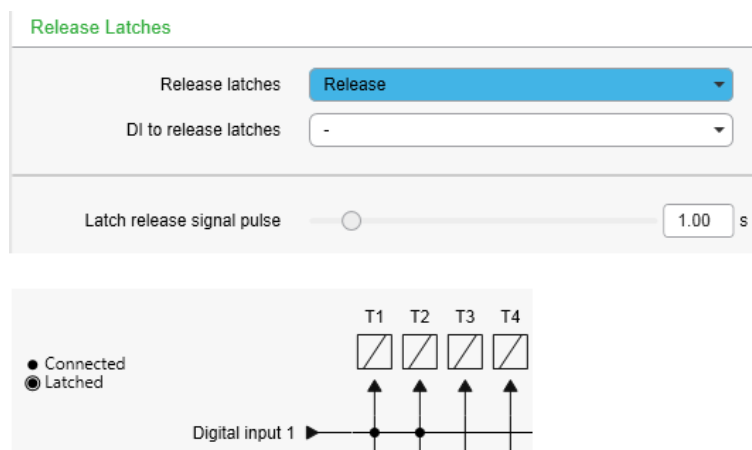 Release Latches
Release latches Release
DI to release latches -
Latch release signal pulse 1.00 s
T1 T2 T3 T4
Connected
Latched
Digital input 1